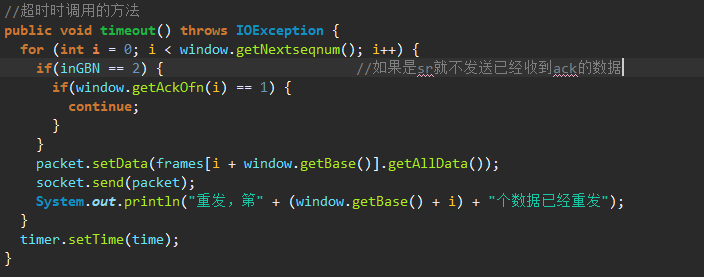 //超时时调用的方法
public void timeout() throws IOException {
for (int i = 0; i < window.getNextseqnum(); i++) {
if(inGBN == 2) { //如果是sr就不发送已经收到ack的数据
if(window.getAckOfn(i) == 1) {
continue;
}
}
packet.setData(frames[i + window.getBase()].getAllData());
socket.send(packet);
System.out.println("重发，第" + (window.getBase() + i) + "个数据已经重发");
}
timer.setTime(time);
}